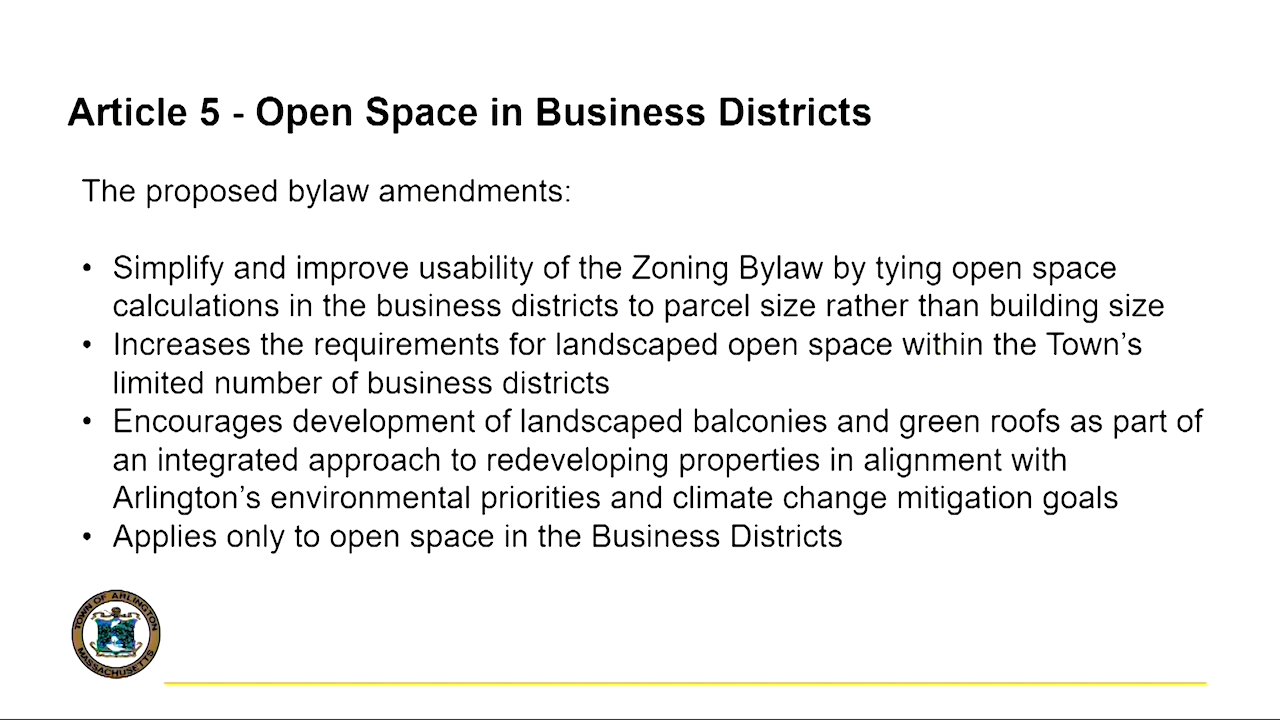 Article 5 - Open Space in Business Districts
The proposed bylaw amendments:
• Simplify and improve usability of the Zoning Bylaw by tying open space
calculations in the business districts to parcel size rather than building size
• Increases the requirements for landscaped open space within the Town’s
limited number of business districts
• Encourages development of landscaped balconies and green roofs as part of
an integrated approach to redeveloping properties in alignment with
Arlington’s environmental priorities and climate change mitigation goals
• Applies only to open space in the Business Districts
TOWN OF ARLINGTON
MASSACHUSETTS